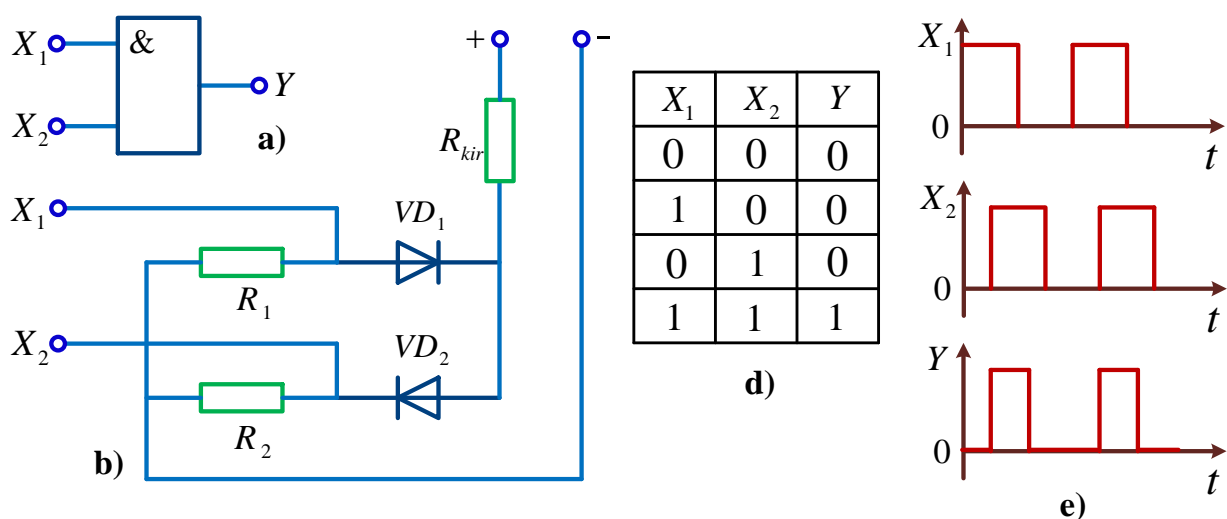 X₁
&
Y
X₂
a)
+
-
R_kir
X₁
VD₁
R₁
X₂
VD₂
R₂
b)
X₁ X₂ Y
0 0 0
1 0 0
0 1 0
1 1 1
d)
X₁
0
t
X₂
0
t
Y
0
t
e)